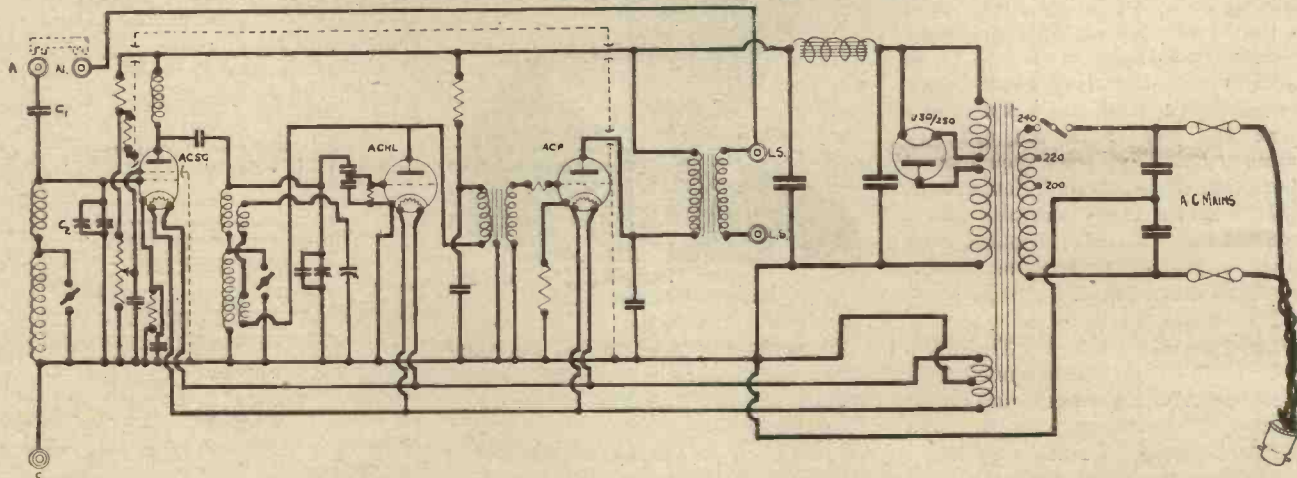 A
N.
C1
C2
ACSG
ACHL
ACP
L.S.
L.S.
U30/250
240
220
200
A C MAINS